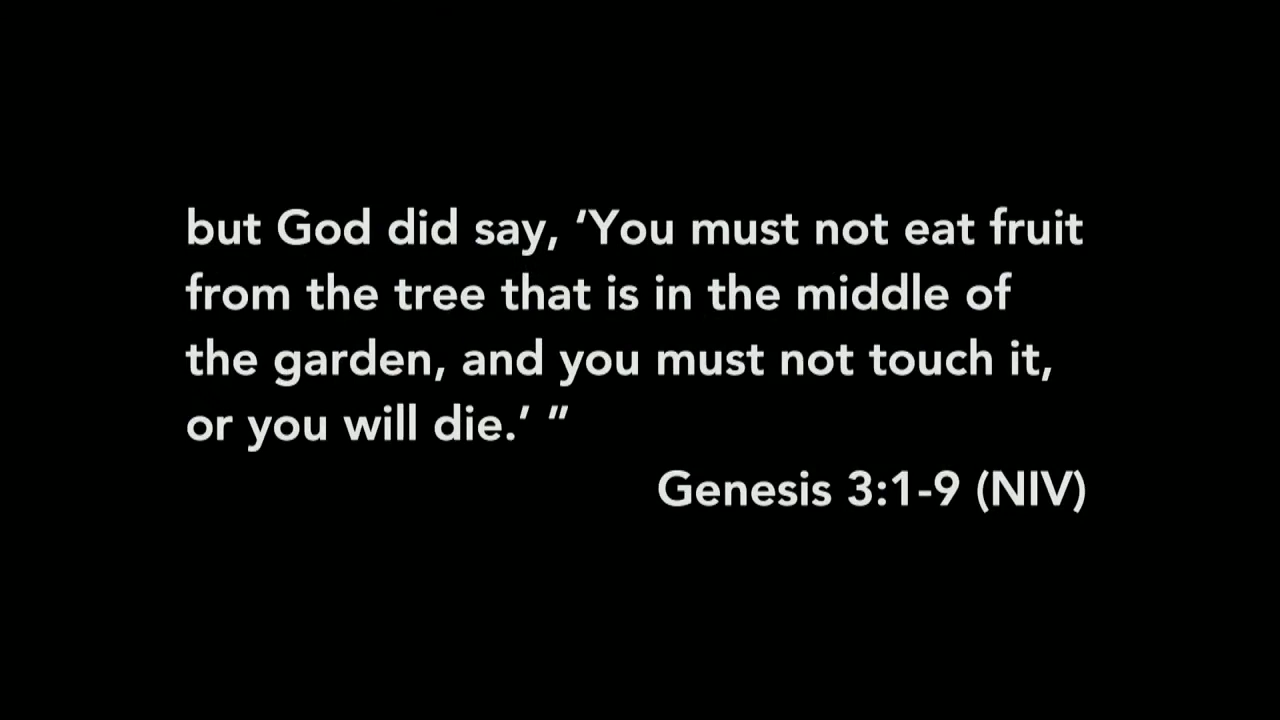 but God did say, ‘You must not eat fruit
from the tree that is in the middle of
the garden, and you must not touch it,
or you will die.’ ”
Genesis 3:1-9 (NIV)